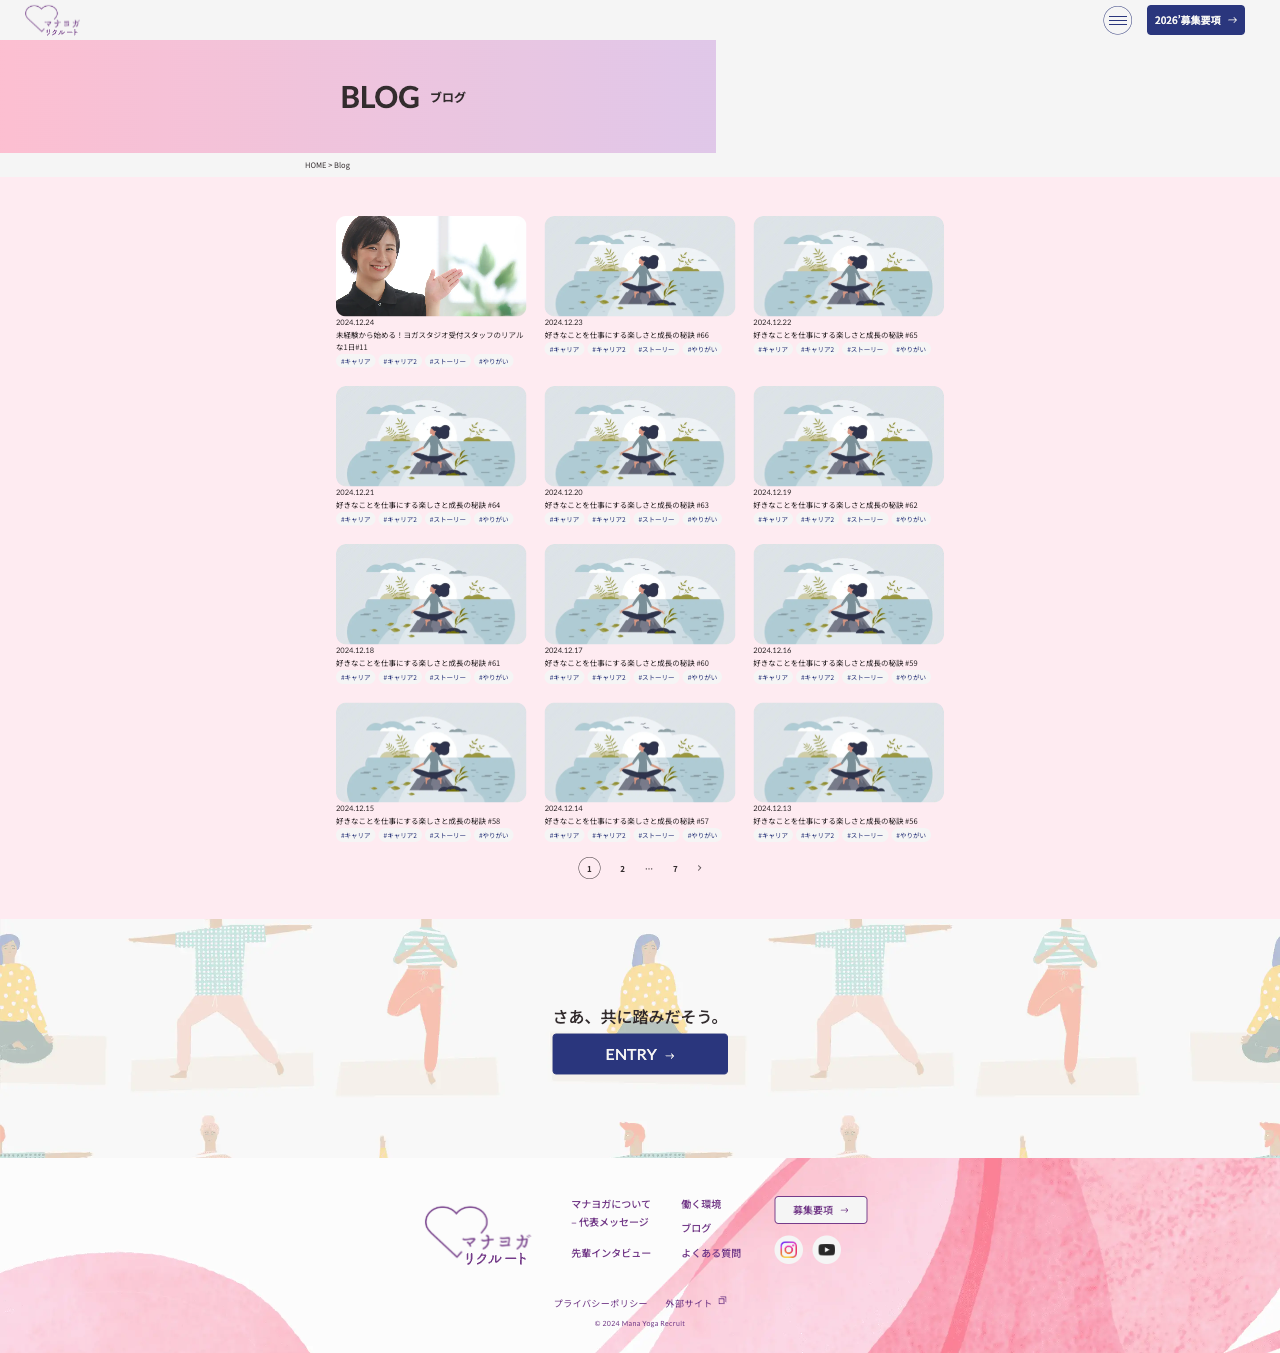 マナヨガ
リクルート
2026'募集要項 →
BLOG ブログ
HOME > Blog
2024.12.24
未経験から始める！ヨガスタジオ受付スタッフのリアル
な1日#11
#キャリア #キャリア2 #ストーリー #やりがい
2024.12.23
好きなことを仕事にする楽しさと成長の秘訣 #66
#キャリア #キャリア2 #ストーリー #やりがい
2024.12.22
好きなことを仕事にする楽しさと成長の秘訣 #65
#キャリア #キャリア2 #ストーリー #やりがい
2024.12.21
好きなことを仕事にする楽しさと成長の秘訣 #64
#キャリア #キャリア2 #ストーリー #やりがい
2024.12.20
好きなことを仕事にする楽しさと成長の秘訣 #63
#キャリア #キャリア2 #ストーリー #やりがい
2024.12.19
好きなことを仕事にする楽しさと成長の秘訣 #62
#キャリア #キャリア2 #ストーリー #やりがい
2024.12.18
好きなことを仕事にする楽しさと成長の秘訣 #61
#キャリア #キャリア2 #ストーリー #やりがい
2024.12.17
好きなことを仕事にする楽しさと成長の秘訣 #60
#キャリア #キャリア2 #ストーリー #やりがい
2024.12.16
好きなことを仕事にする楽しさと成長の秘訣 #59
#キャリア #キャリア2 #ストーリー #やりがい
2024.12.15
好きなことを仕事にする楽しさと成長の秘訣 #58
#キャリア #キャリア2 #ストーリー #やりがい
2024.12.14
好きなことを仕事にする楽しさと成長の秘訣 #57
#キャリア #キャリア2 #ストーリー #やりがい
2024.12.13
好きなことを仕事にする楽しさと成長の秘訣 #56
#キャリア #キャリア2 #ストーリー #やりがい
1 2 … 7 >
さあ、共に踏みだそう。
ENTRY →
マナヨガ
リクルート
マナヨガについて
– 代表メッセージ
先輩インタビュー
働く環境
ブログ
よくある質問
募集要項 →
プライバシーポリシー 外部サイト
© 2024 Mana Yoga Recruit